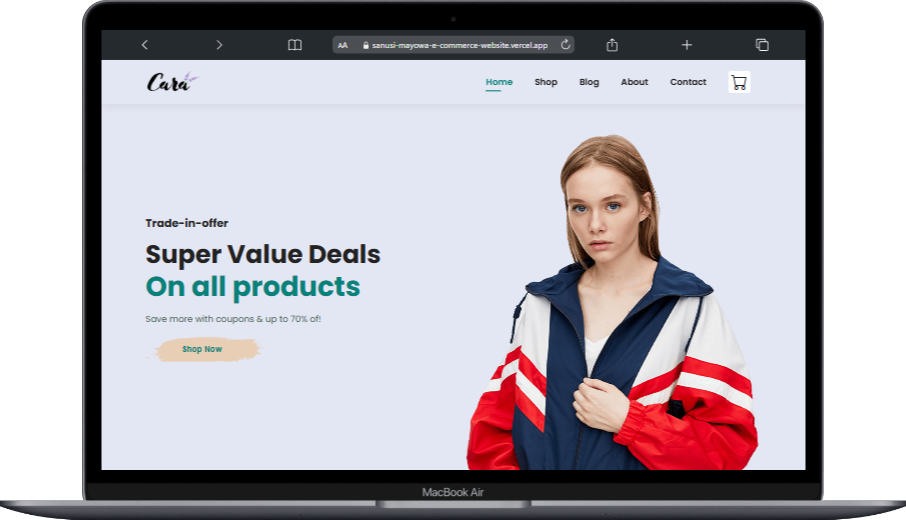 AA sanusi-mayowa-e-commerce-website.vercel.app
Cara
Home Shop Blog About Contact
Trade-in-offer
Super Value Deals
On all products
Save more with coupons & up to 70% of!
Shop Now
MacBook Air